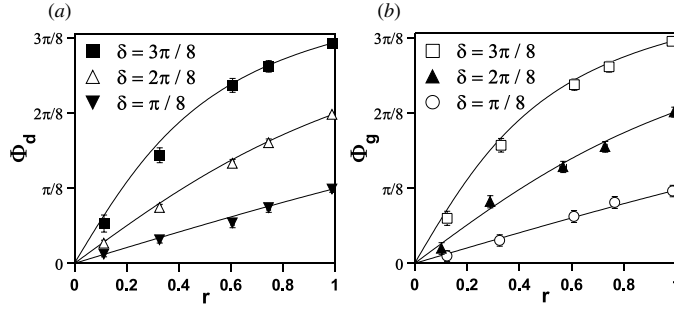 (a)
3π/8
2π/8
π/8
0
Φd
δ = 3π / 8
δ = 2π / 8
δ = π / 8
0 0.2 0.4 0.6 0.8 1
r
(b)
3π/8
2π/8
π/8
0
Φg
δ = 3π / 8
δ = 2π / 8
δ = π / 8
0 0.2 0.4 0.6 0.8 1
r